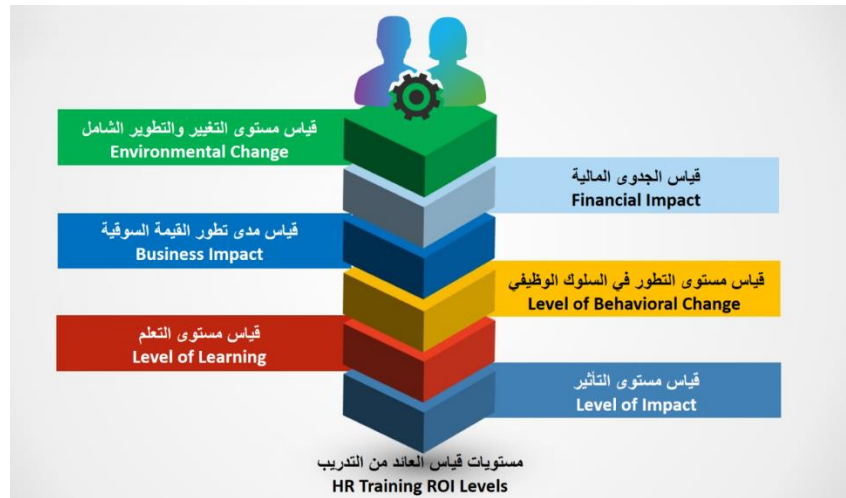 قياس مستوى التغيير والتطوير الشامل
Environmental Change
قياس الجدوى المالية
Financial Impact
قياس مدى تطور القيمة السوقية
Business Impact
قياس مستوى التطور في السلوك الوظيفي
Level of Behavioral Change
قياس مستوى التعلم
Level of Learning
قياس مستوى التأثير
Level of Impact
مستويات قياس العائد من التدريب
HR Training ROI Levels